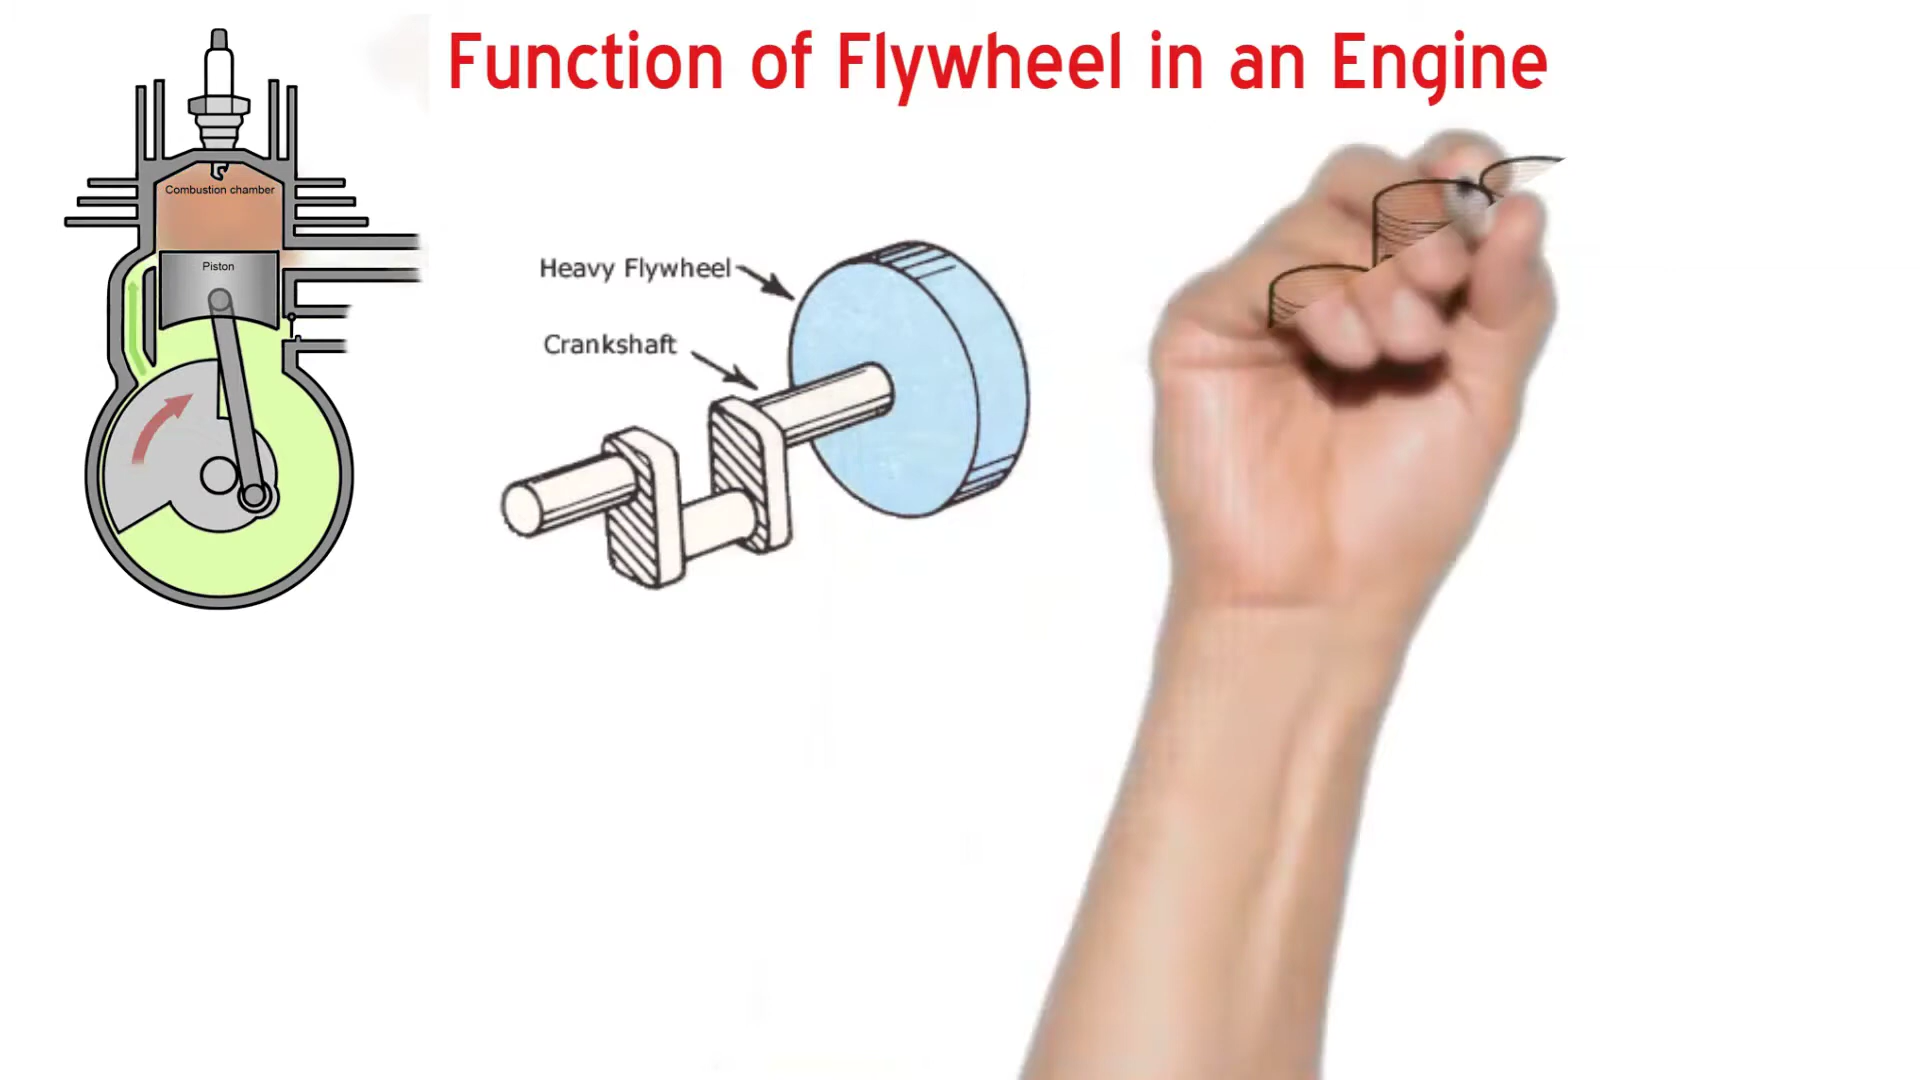 Function of Flywheel in an Engine
Combustion chamber
Piston
Heavy Flywheel
Crankshaft